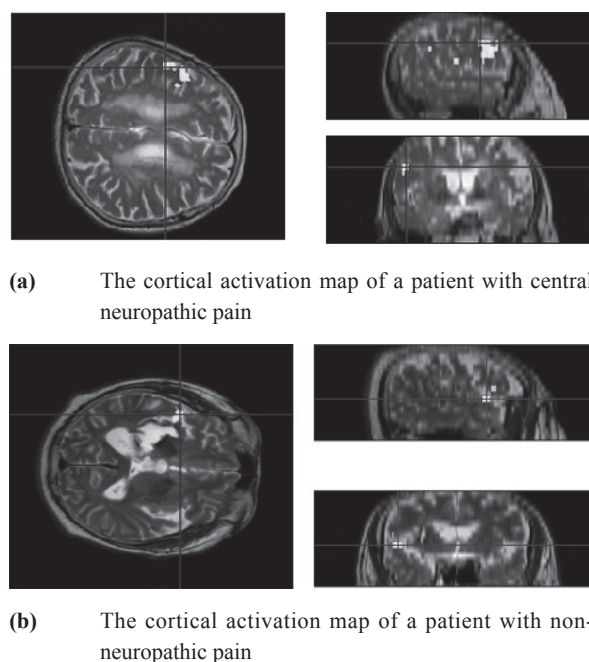 (a) The cortical activation map of a patient with central
neuropathic pain
(b) The cortical activation map of a patient with non-
neuropathic pain